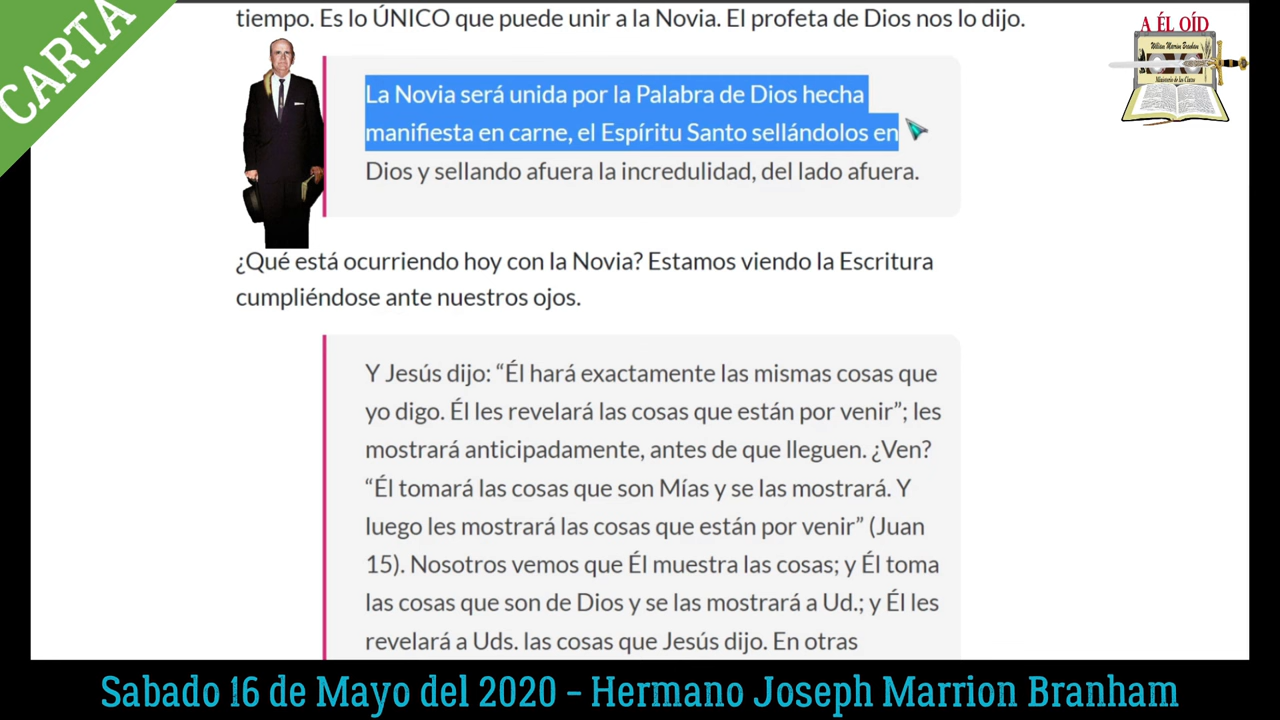 CARTA
tiempo. Es lo ÚNICO que puede unir a la Novia. El profeta de Dios nos lo dijo.
A ÉL OÍD
William Marrion Branham
Ministerio de las Cintas
La Novia será unida por la Palabra de Dios hecha
manifiesta en carne, el Espíritu Santo sellándolos en
Dios y sellando afuera la incredulidad, del lado afuera.
¿Qué está ocurriendo hoy con la Novia? Estamos viendo la Escritura
cumpliéndose ante nuestros ojos.
Y Jesús dijo: “Él hará exactamente las mismas cosas que
yo digo. Él les revelará las cosas que están por venir”; les
mostrará anticipadamente, antes de que lleguen. ¿Ven?
“Él tomará las cosas que son Mías y se las mostrará. Y
luego les mostrará las cosas que están por venir” (Juan
15). Nosotros vemos que Él muestra las cosas; y Él toma
las cosas que son de Dios y se las mostrará a Ud.; y Él les
revelará a Uds. las cosas que Jesús dijo. En otras
Sabado 16 de Mayo del 2020 - Hermano Joseph Marrion Branham